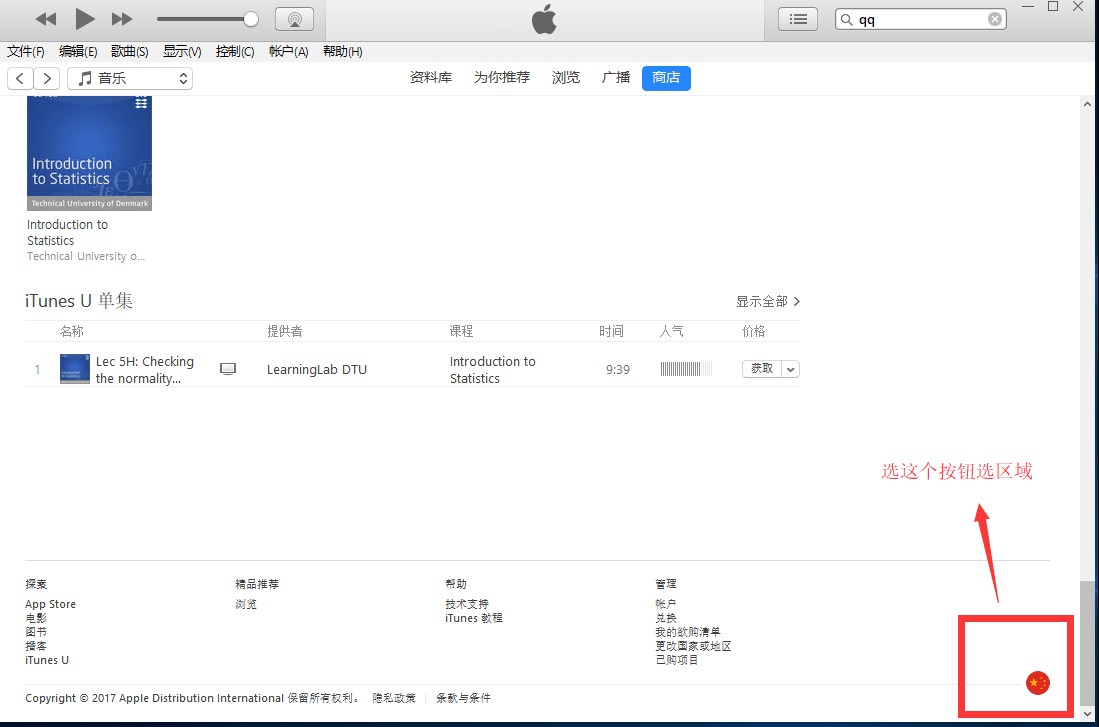 qq
文件(F) 编辑(E) 歌曲(S) 显示(V) 控制(C) 帐户(A) 帮助(H)
音乐 资料库 为你推荐 浏览 广播 商店
Introduction
to Statistics
Technical University of Denmark
Introduction to
Statistics
Technical University o...
iTunes U 单集 显示全部
名称 提供者 课程 时间 人气 价格
1 Lec 5H: Checking
the normality...
LearningLab DTU
Introduction to
Statistics
9:39 获取
选这个按钮选区域
探索 精品推荐 帮助 管理
App Store 浏览 技术支持 帐户
电影 iTunes 教程 兑换
图书 我的欲购清单
播客 更改国家或地区
iTunes U 已购项目
Copyright © 2017 Apple Distribution International 保留所有权利。 隐私政策 条款与条件